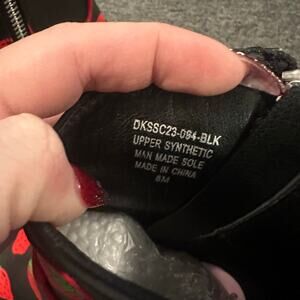 DKSSC23-094-BLK
UPPER SYNTHETIC
MAN MADE SOLE
MADE IN CHINA
8M